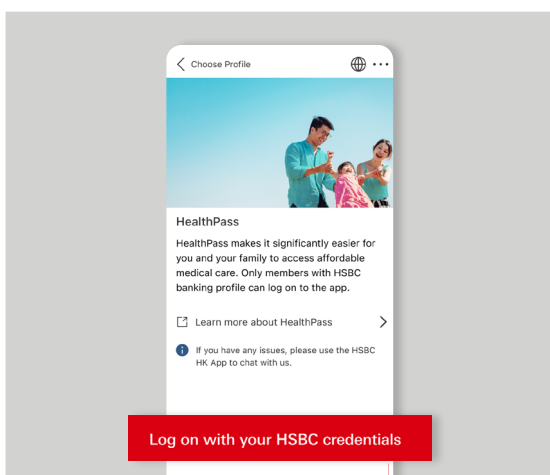 Choose Profile
HealthPass
HealthPass makes it significantly easier for
you and your family to access affordable
medical care. Only members with HSBC
banking profile can log on to the app.
Learn more about HealthPass
If you have any issues, please use the HSBC
HK App to chat with us.
Log on with your HSBC credentials